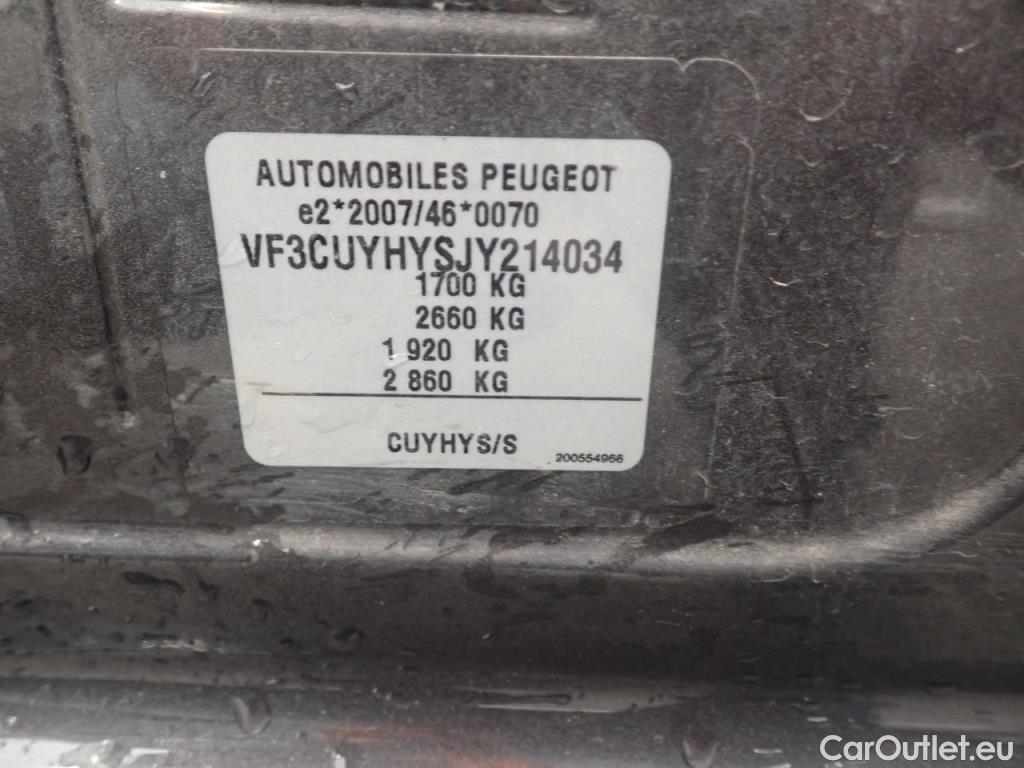 AUTOMOBILES PEUGEOT
e2*2007/46*0070
VF3CUYHYSJY214034
1700 KG
2660 KG
1 920 KG
2 860 KG
CUYHYS/S
200554966
CarOutlet.eu